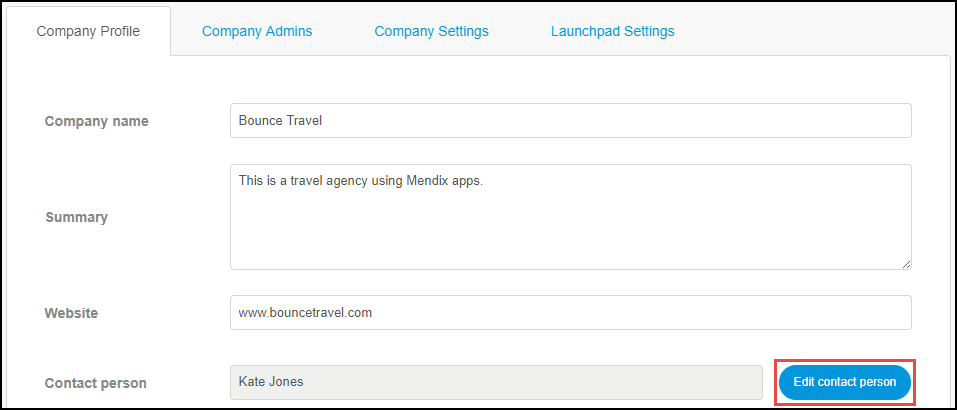 Company Profile Company Admins Company Settings Launchpad Settings
Company name Bounce Travel
This is a travel agency using Mendix apps.
Summary
Website www.bouncetravel.com
Contact person Kate Jones Edit contact person